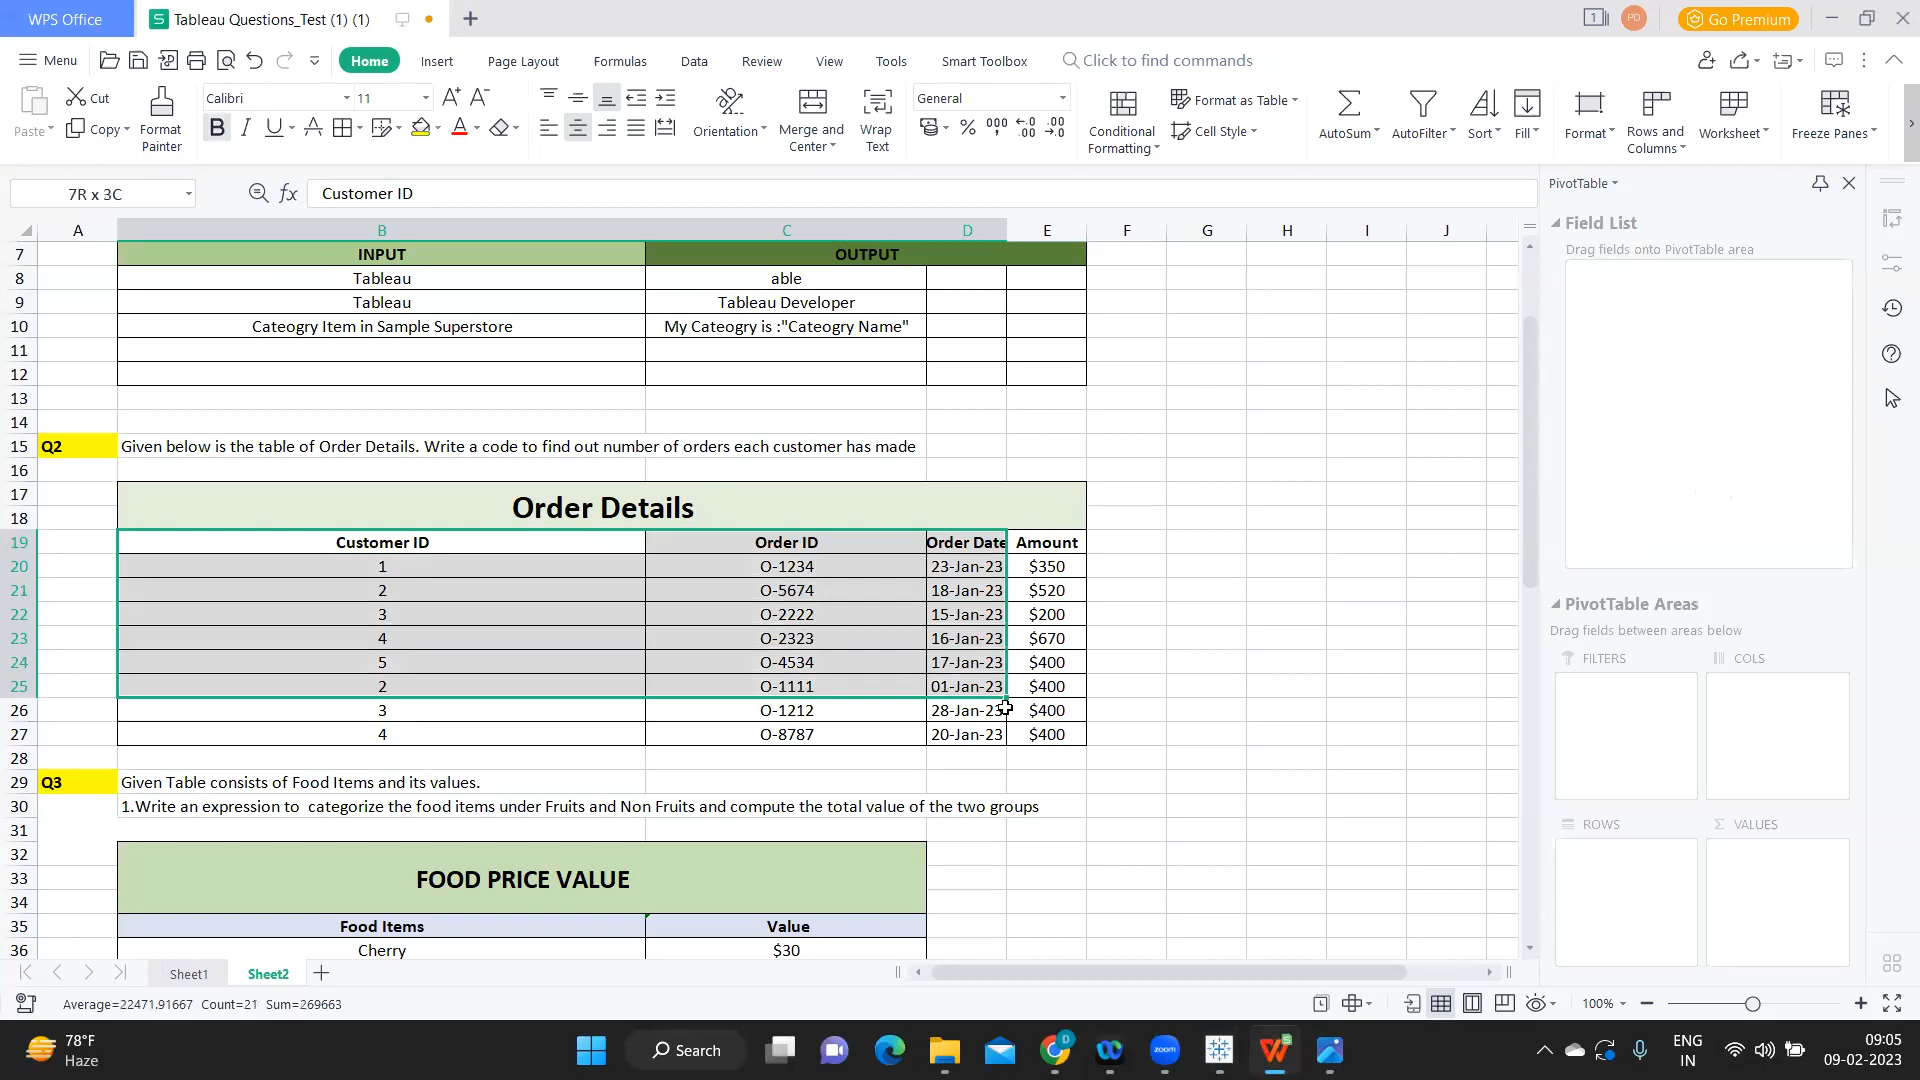 WPS Office
S Tableau Questions_Test (1) (1)
1
PD
Go Premium
Menu
Home
Insert
Page Layout
Formulas
Data
Review
View
Tools
Smart Toolbox
Click to find commands
Paste
Cut
Copy
Format
Painter
Calibri
11
A+ A-
B I U A
Orientation
Merge and
Center
Wrap
Text
General
Conditional
Formatting
Format as Table
Cell Style
AutoSum
AutoFilter
Sort
Fill
Format
Rows and
Columns
Worksheet
Freeze Panes
7R x 3C
fx
Customer ID
PivotTable
Field List
Drag fields onto PivotTable area
A B C D E F G H I J
7 INPUT OUTPUT
8 Tableau able
9 Tableau Tableau Developer
10 Cateogry Item in Sample Superstore My Cateogry is :"Cateogry Name"
11
12
13
14
15 Q2 Given below is the table of Order Details. Write a code to find out number of orders each customer has made
16
17
Order Details
18
19 Customer ID Order ID Order Date Amount
20 1 O-1234 23-Jan-23 $350
21 2 O-5674 18-Jan-23 $520
22 3 O-2222 15-Jan-23 $200
23 4 O-2323 16-Jan-23 $670
24 5 O-4534 17-Jan-23 $400
25 2 O-1111 01-Jan-23 $400
26 3 O-1212 28-Jan-23 $400
27 4 O-8787 20-Jan-23 $400
28
29 Q3 Given Table consists of Food Items and its values.
30 1.Write an expression to  categorize the food items under Fruits and Non Fruits and compute the total value of the two groups
31
32
33 FOOD PRICE VALUE
34
35 Food Items Value
36 Cherry $30
PivotTable Areas
Drag fields between areas below
FILTERS
COLS
ROWS
VALUES
Sheet1
Sheet2
Average=22471.91667 Count=21 Sum=269663
100%
78°F
Haze
Search
zoom
ENG
IN
09:05
09-02-2023